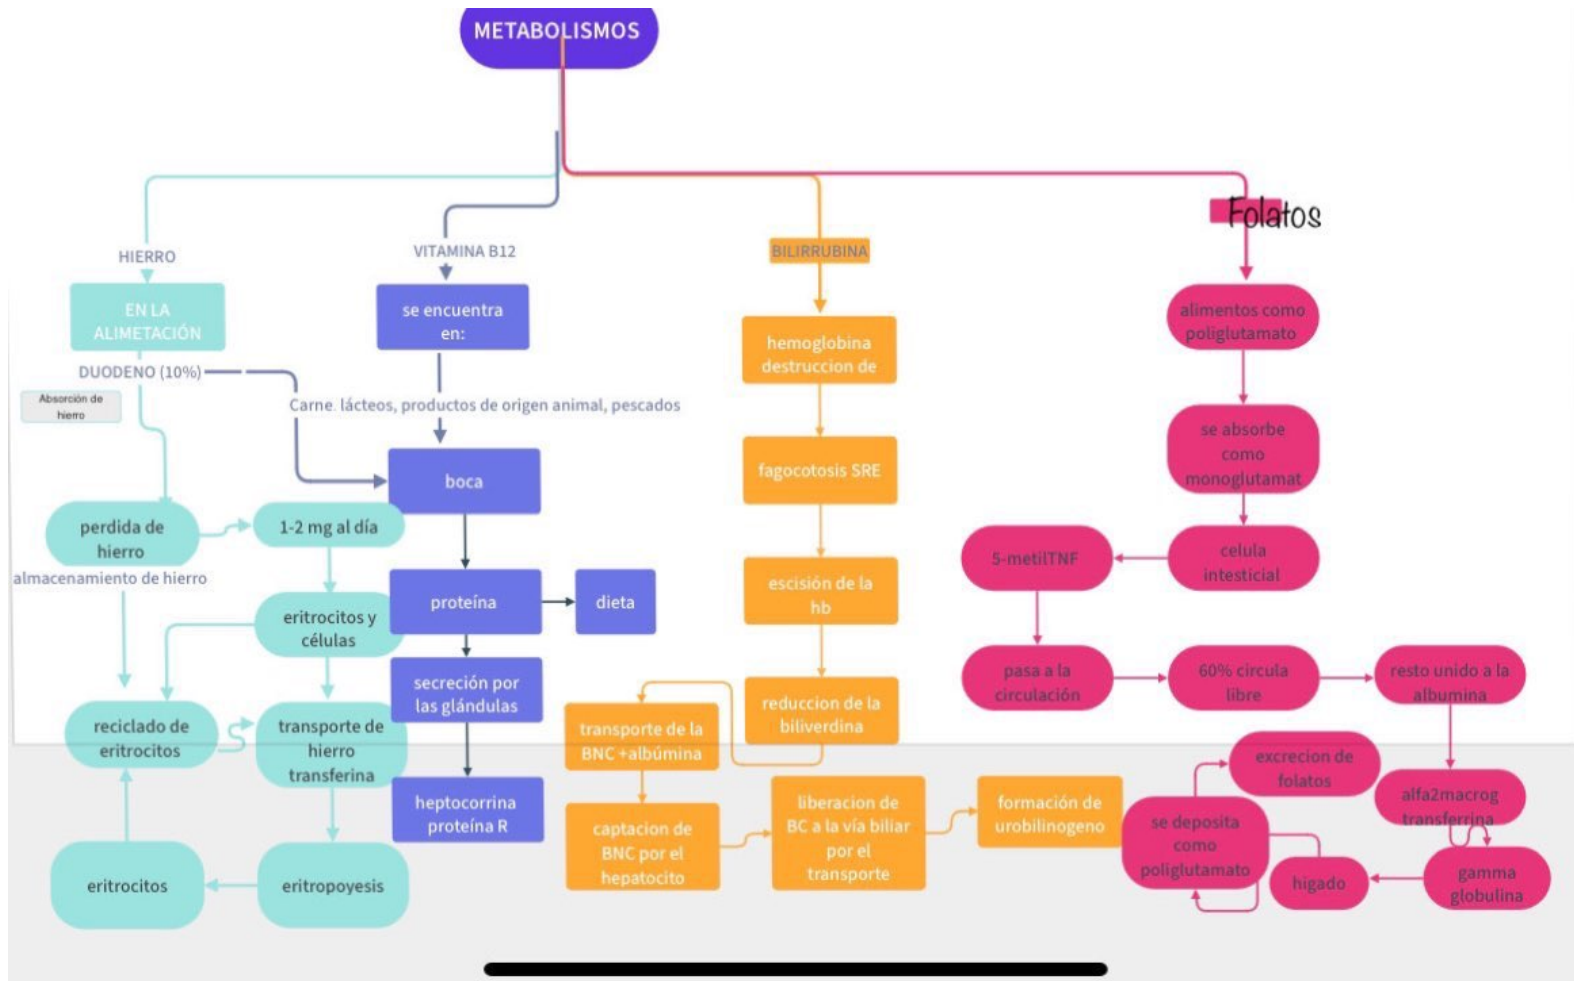 METABOLISMOS
HIERRO
EN LA
ALIMETACIÓN
DUODENO (10%)
Absorción de
hierro
perdida de
hierro
1-2 mg al día
almacenamiento de hierro
eritrocitos y
células
reciclado de
eritrocitos
transporte de
hierro
transferina
eritrocitos
eritropoyesis
VITAMINA B12
se encuentra
en:
Carne. lácteos, productos de origen animal, pescados
boca
proteína
dieta
secreción por
las glándulas
heptocorrina
proteína R
BILIRRUBINA
hemoglobina
destruccion de
fagocotosis SRE
escisión de la
hb
reduccion de la
biliverdina
transporte de la
BNC +albúmina
captacion de
BNC por el
hepatocito
liberacion de
BC a la vía biliar
por el
transporte
formación de
urobilinogeno
Folatos
alimentos como
poliglutamato
se absorbe
como
monoglutamat
celula
intesticial
5-metilTNF
pasa a la
circulación
60% circula
libre
resto unido a la
albumina
alfa2macrog
transferrina
gamma
globulina
higado
se deposita
como
poliglutamato
excrecion de
folatos